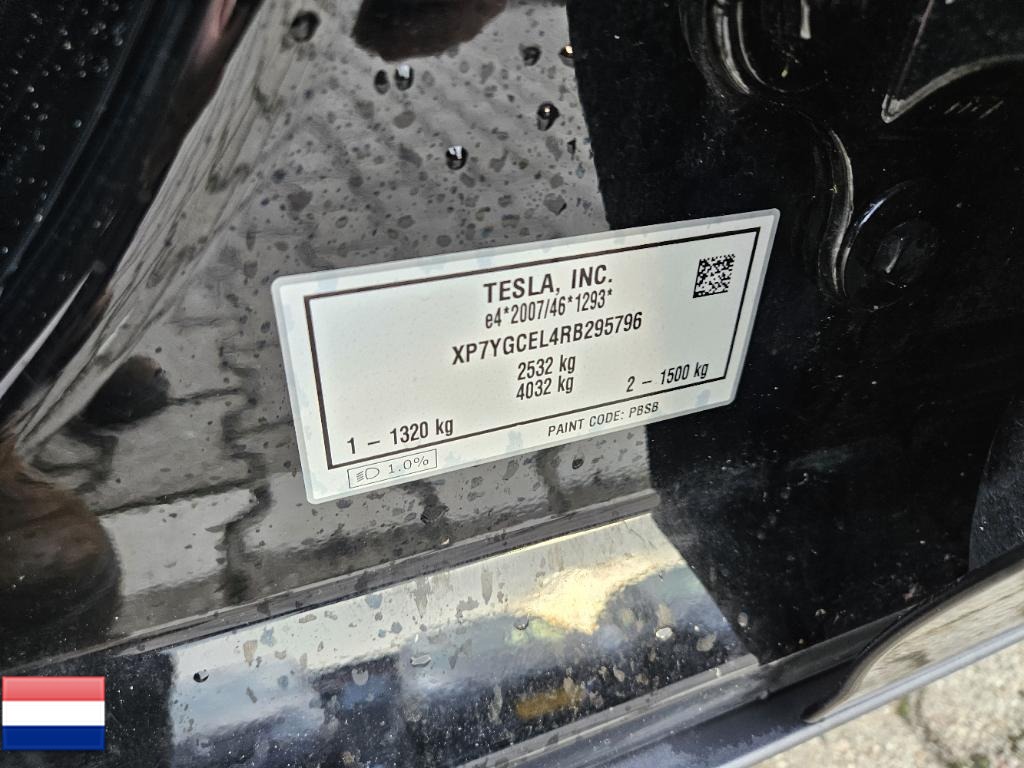 TESLA, INC.
e4*2007/46*1293*
XP7YGCEL4RB295796
2532 kg
4032 kg
1 – 1320 kg
2 – 1500 kg
PAINT CODE: PBSB
1.0%